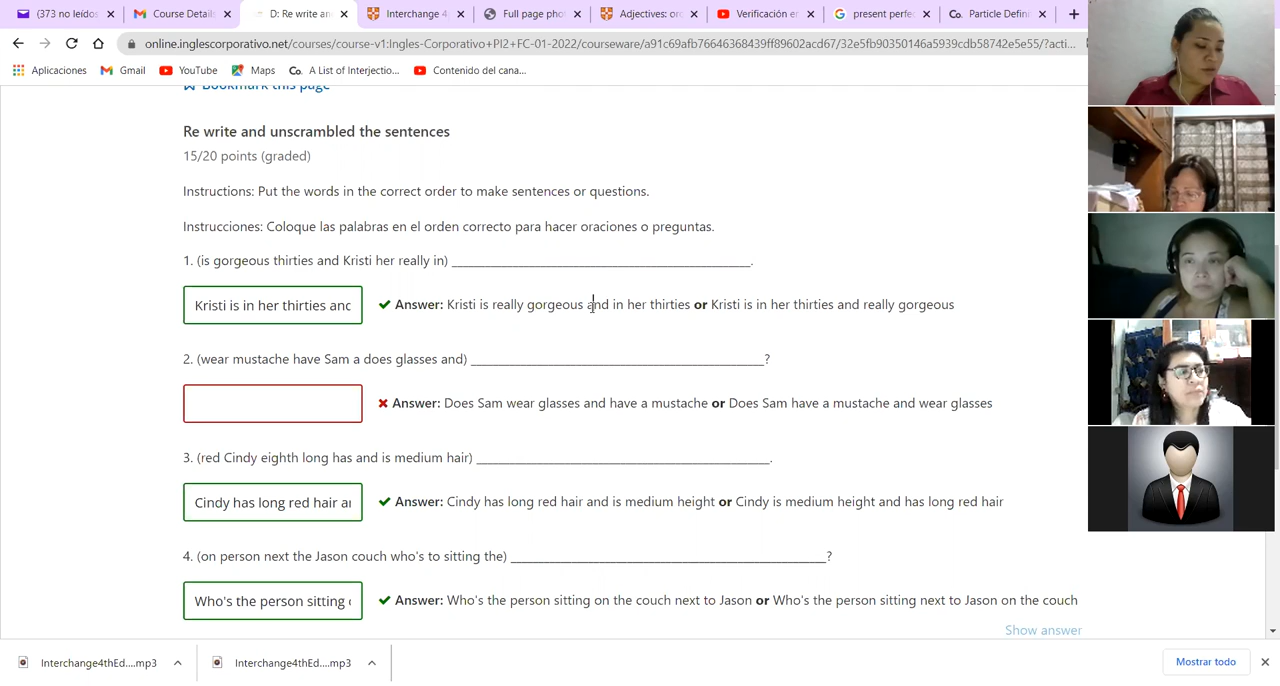 (373 no leídos
Course Details
D: Re write an
Interchange 4
Full page phot
Adjectives: or
Verificación e
present perfe
Particle Defini
online.inglescorporativo.net/courses/course-v1:Ingles-Corporativo+PI2+FC-01-2022/courseware/a91c69afb76646368439ff89602acd67/32e5fb90350146a5939cdb58742e5e55/?acti...
Aplicaciones
Gmail
YouTube
Maps
Co. A List of Interjectio...
Contenido del cana...
Bookmark this page
Re write and unscrambled the sentences
15/20 points (graded)
Instructions: Put the words in the correct order to make sentences or questions.
Instrucciones: Coloque las palabras en el orden correcto para hacer oraciones o preguntas.
1. (is gorgeous thirties and Kristi her really in) ______________________________________.
Kristi is in her thirties and
Answer: Kristi is really gorgeous and in her thirties or Kristi is in her thirties and really gorgeous
2. (wear mustache have Sam a does glasses and) ______________________________________?
Answer: Does Sam wear glasses and have a mustache or Does Sam have a mustache and wear glasses
3. (red Cindy eighth long has and is medium hair) ______________________________________.
Cindy has long red hair a
Answer: Cindy has long red hair and is medium height or Cindy is medium height and has long red hair
4. (on person next the Jason couch who's to sitting the) ______________________________________?
Who's the person sitting
Answer: Who's the person sitting on the couch next to Jason or Who's the person sitting next to Jason on the couch
Show answer
Interchange4thEd....mp3
Interchange4thEd....mp3
Mostrar todo